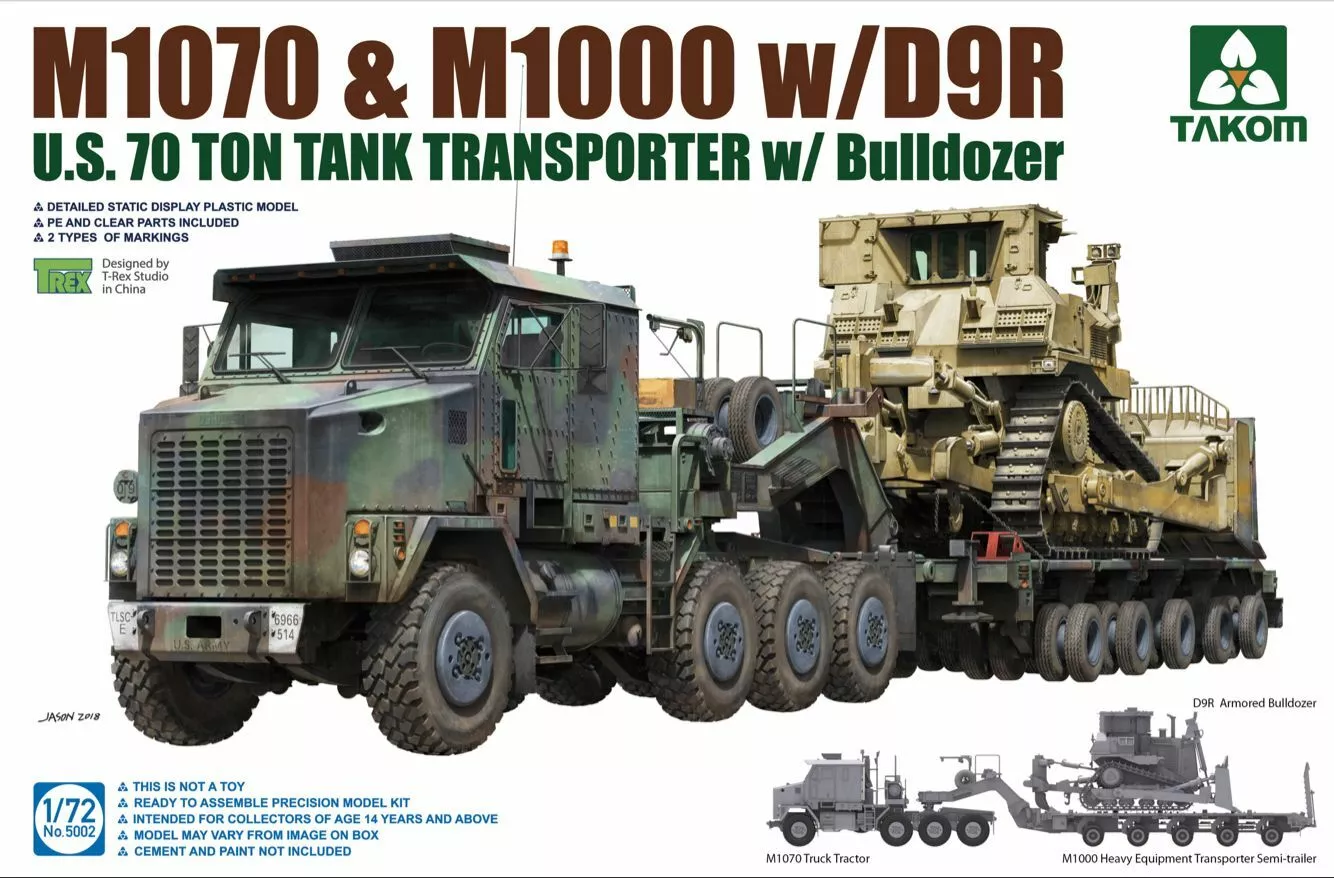 M1070 & M1000 w/D9R
TAKOM
U.S. 70 TON TANK TRANSPORTER w/ Bulldozer
DETAILED STATIC DISPLAY PLASTIC MODEL
PE AND CLEAR PARTS INCLUDED
2 TYPES OF MARKINGS
T-REX
Designed by
T-Rex Studio
in China
070
TLSC
E
6966
514
U.S. ARMY
JASON 2018
D9R Armored Bulldozer
1/72
No.5002
THIS IS NOT A TOY
READY TO ASSEMBLE PRECISION MODEL KIT
INTENDED FOR COLLECTORS OF AGE 14 YEARS AND ABOVE
MODEL MAY VARY FROM IMAGE ON BOX
CEMENT AND PAINT NOT INCLUDED
M1070 Truck Tractor
M1000 Heavy Equipment Transporter Semi-trailer